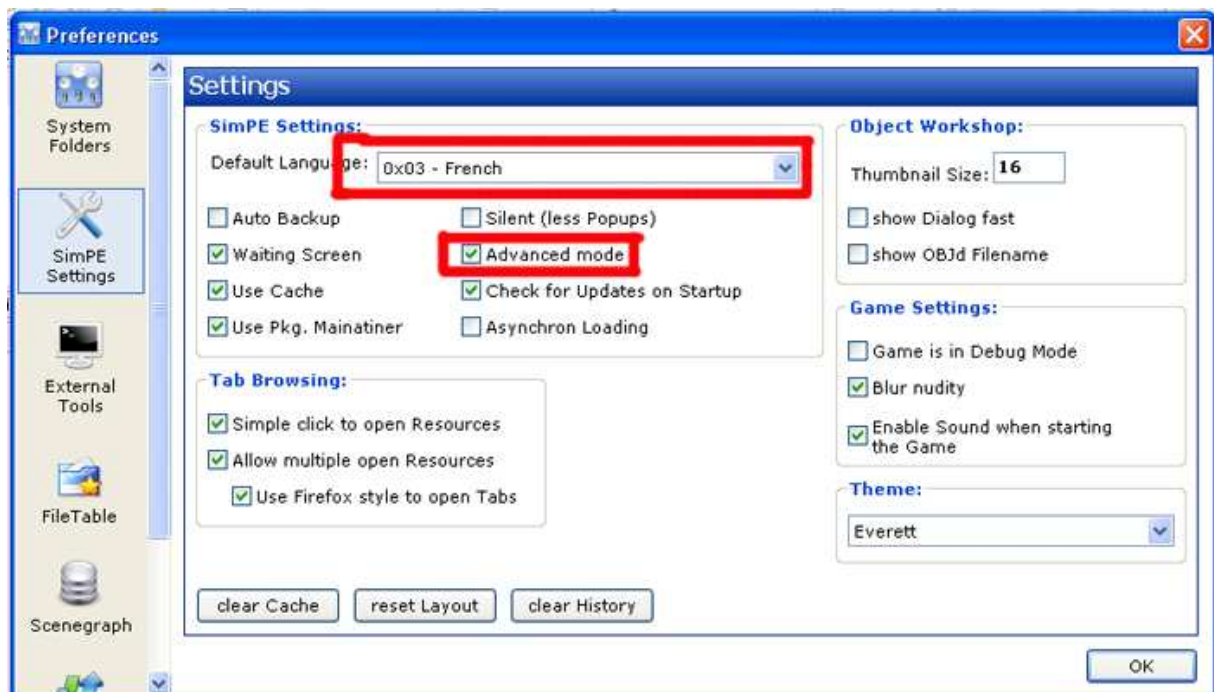 Preferences
System
Folders
SimPE
Settings
External
Tools
FileTable
Scenegraph
Settings
SimPE Settings:
Default Language: 0x03 - French
Auto Backup
Silent (less Popups)
Waiting Screen
Advanced mode
Use Cache
Check for Updates on Startup
Use Pkg. Mainatiner
Asynchron Loading
Tab Browsing:
Simple click to open Resources
Allow multiple open Resources
Use Firefox style to open Tabs
Object Workshop:
Thumbnail Size: 16
show Dialog fast
show OBJd Filename
Game Settings:
Game is in Debug Mode
Blur nudity
Enable Sound when starting
the Game
Theme:
Everett
clear Cache
reset Layout
clear History
OK